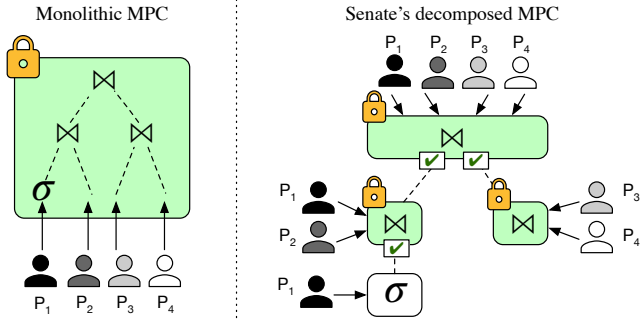 Monolithic MPC
σ
P1 P2 P3 P4
Senate's decomposed MPC
P1 P2 P3 P4
⋈
✔ ✔
P1
P2
⋈
✔
⋈
P3
P4
P1
σ